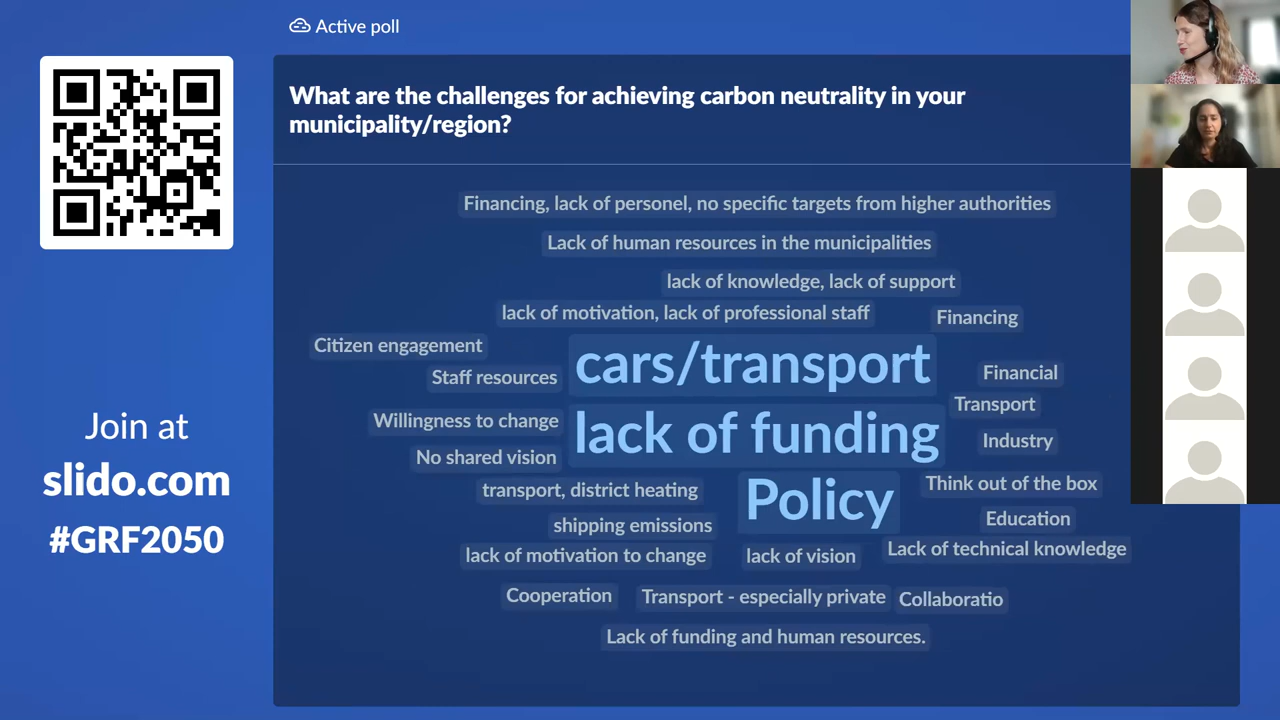 Active poll
What are the challenges for achieving carbon neutrality in your
municipality/region?
Financing, lack of personel, no specific targets from higher authorities
Lack of human resources in the municipalities
lack of knowledge, lack of support
lack of motivation, lack of professional staff
Financing
Citizen engagement
cars/transport
Staff resources
Financial
Transport
Willingness to change
lack of funding
Industry
No shared vision
transport, district heating
Policy
Think out of the box
shipping emissions
Education
lack of motivation to change
lack of vision
Lack of technical knowledge
Cooperation
Transport - especially private
Collaboratio
Lack of funding and human resources.
Join at
slido.com
#GRF2050